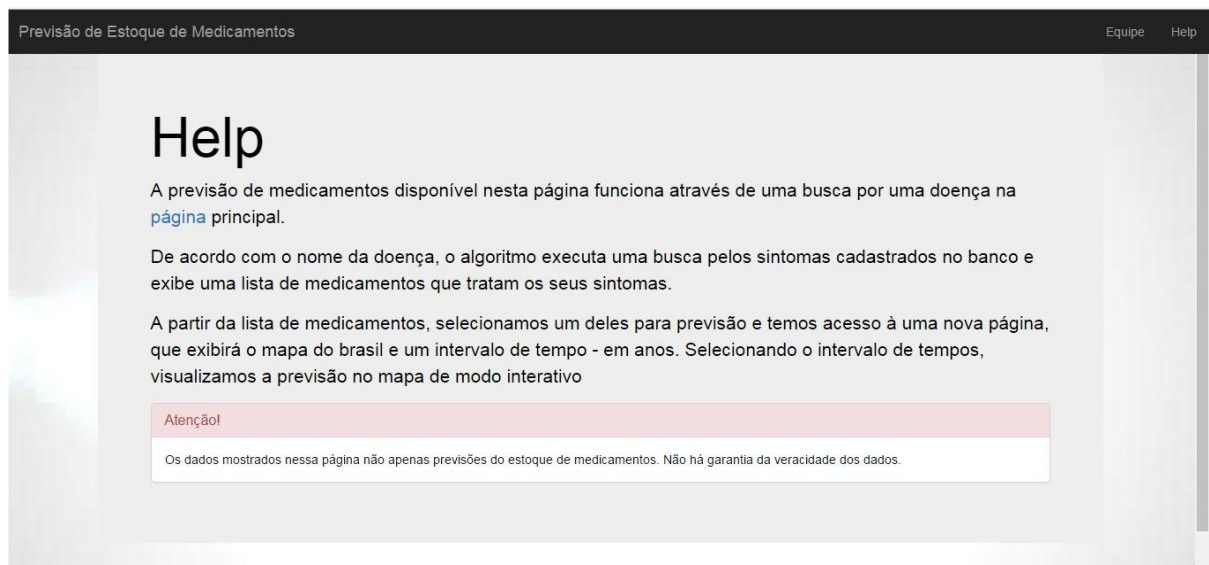 Previsão de Estoque de Medicamentos Equipe Help
Help
A previsão de medicamentos disponível nesta página funciona através de uma busca por uma doença na
página principal.
De acordo com o nome da doença, o algoritmo executa uma busca pelos sintomas cadastrados no banco e
exibe uma lista de medicamentos que tratam os seus sintomas.
A partir da lista de medicamentos, selecionamos um deles para previsão e temos acesso à uma nova página,
que exibirá o mapa do brasil e um intervalo de tempo - em anos. Selecionando o intervalo de tempos,
visualizamos a previsão no mapa de modo interativo
Atenção!
Os dados mostrados nessa página não apenas previsões do estoque de medicamentos. Não há garantia da veracidade dos dados.